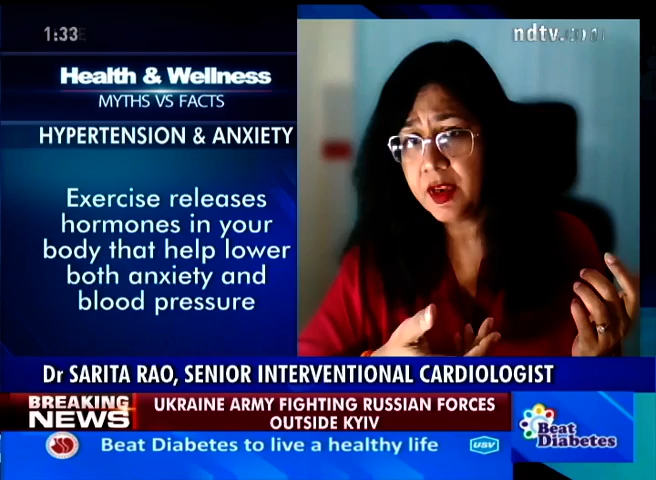 1:33
ndtv.com
Health & Wellness
MYTHS VS FACTS
HYPERTENSION & ANXIETY
Exercise releases
hormones in your
body that help lower
both anxiety and
blood pressure
Dr SARITA RAO, SENIOR INTERVENTIONAL CARDIOLOGIST
BREAKING
NEWS
UKRAINE ARMY FIGHTING RUSSIAN FORCES
OUTSIDE KYIV
Beat Diabetes to live a healthy life
USV
Beat
Diabetes